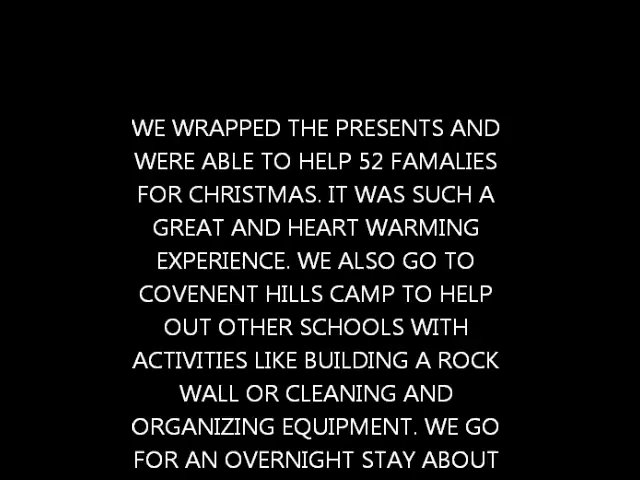 WE WRAPPED THE PRESENTS AND
WERE ABLE TO HELP 52 FAMALIES
FOR CHRISTMAS. IT WAS SUCH A
GREAT AND HEART WARMING
EXPERIENCE. WE ALSO GO TO
COVENENT HILLS CAMP TO HELP
OUT OTHER SCHOOLS WITH
ACTIVITIES LIKE BUILDING A ROCK
WALL OR CLEANING AND
ORGANIZING EQUIPMENT. WE GO
FOR AN OVERNIGHT STAY ABOUT